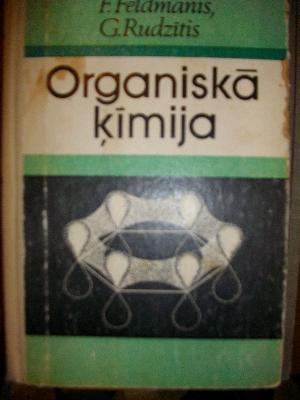 F. Feldmanis,
G. Rudzītis
Organiskā
ķīmija